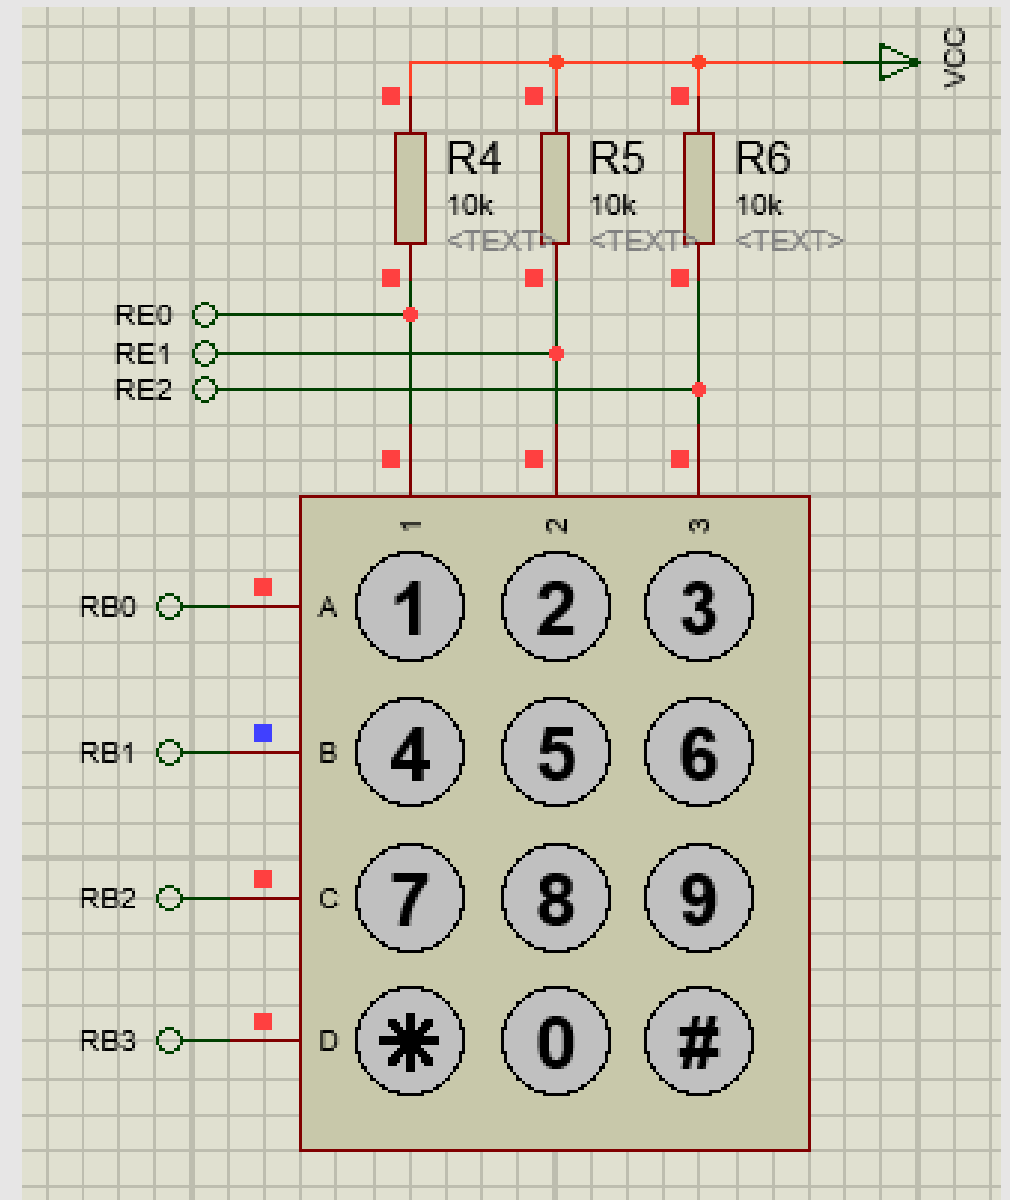 VCC
R4 R5 R6
10k 10k 10k
<TEXT> <TEXT> <TEXT>
RE0
RE1
RE2
1 2 3
RB0 A 1 2 3
RB1 B 4 5 6
RB2 C 7 8 9
RB3 D * 0 #